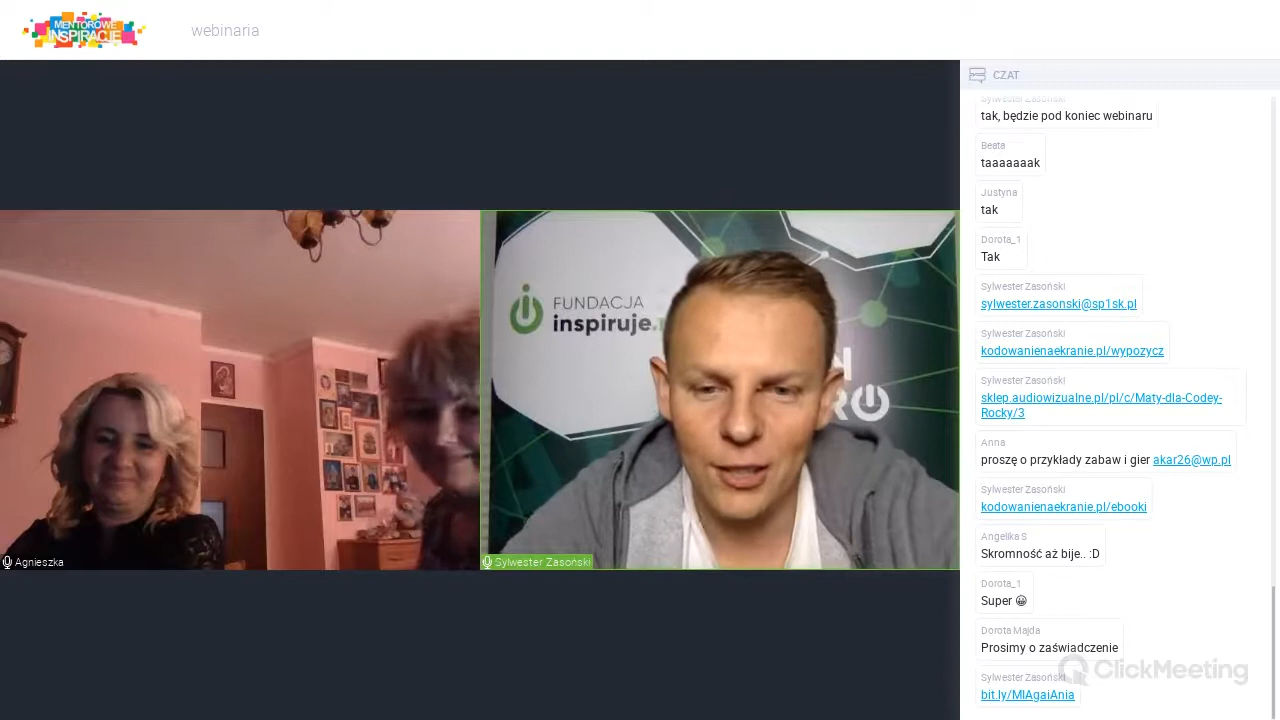 MENTOROWE
INSPIRACJE
webinaria
CZAT
Sylwester Zasoński
tak, będzie pod koniec webinaru
Beata
taaaaaaak
Justyna
tak
Dorota_1
Tak
Sylwester Zasoński
sylwester.zasonski@sp1sk.pl
Sylwester Zasoński
kodowanienaekranie.pl/wypozycz
Sylwester Zasoński
sklep.audiowizualne.pl/pl/c/Maty-dla-Codey-
Rocky/3
Anna
proszę o przykłady zabaw i gier akar26@wp.pl
Sylwester Zasoński
kodowanienaekranie.pl/ebooki
Angelika S
Skromność aż bije.. :D
Dorota_1
Super 😀
Dorota Majda
Prosimy o zaświadczenie
Sylwester Zasoński
bit.ly/MIAgaiAnia
ClickMeeting
FUNDACJA
inspiruje.
Agnieszka
Sylwester Zasoński